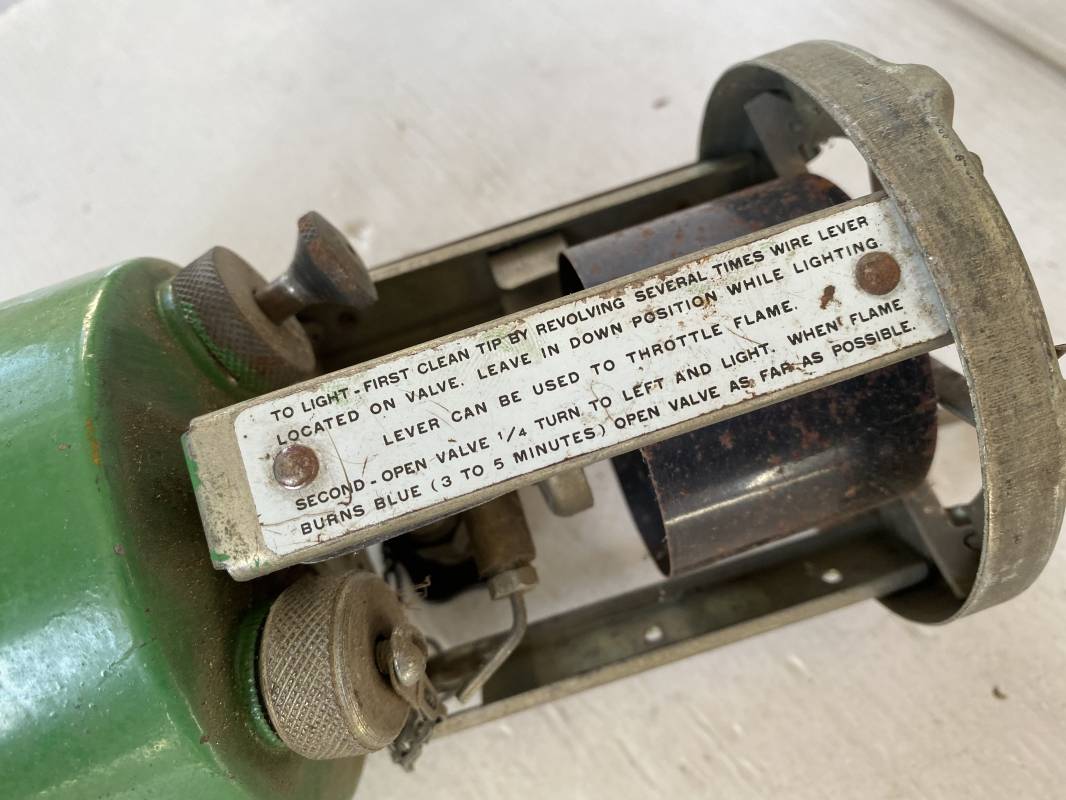 TO LIGHT - FIRST CLEAN TIP BY REVOLVING SEVERAL TIMES WIRE LEVER
LOCATED ON VALVE. LEAVE IN DOWN POSITION WHILE LIGHTING.
LEVER CAN BE USED TO THROTTLE FLAME.
SECOND - OPEN VALVE 1/4 TURN TO LEFT AND LIGHT, WHEN FLAME
BURNS BLUE (3 TO 5 MINUTES) OPEN VALVE AS FAR AS POSSIBLE.